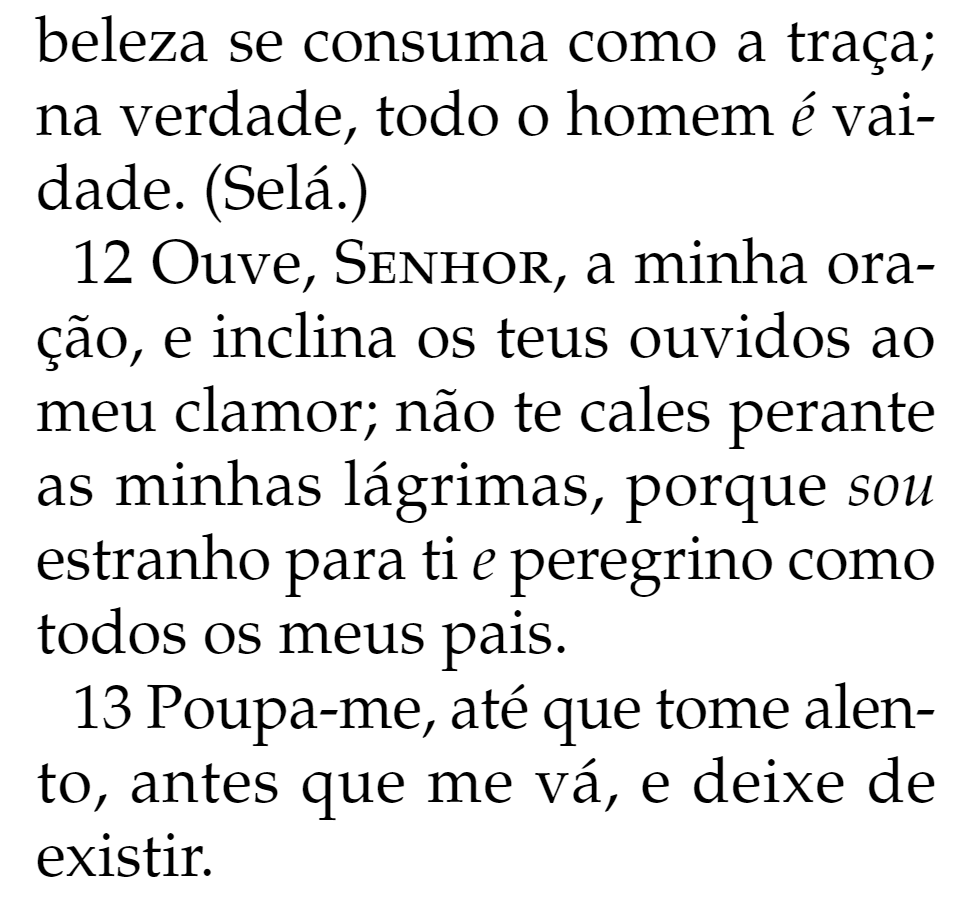 beleza se consuma como a traça;
na verdade, todo o homem é vai-
dade. (Selá.)
12 Ouve, SENHOR, a minha ora-
ção, e inclina os teus ouvidos ao
meu clamor; não te cales perante
as minhas lágrimas, porque sou
estranho para ti e peregrino como
todos os meus pais.
13 Poupa-me, até que tome alen-
to, antes que me vá, e deixe de
existir.